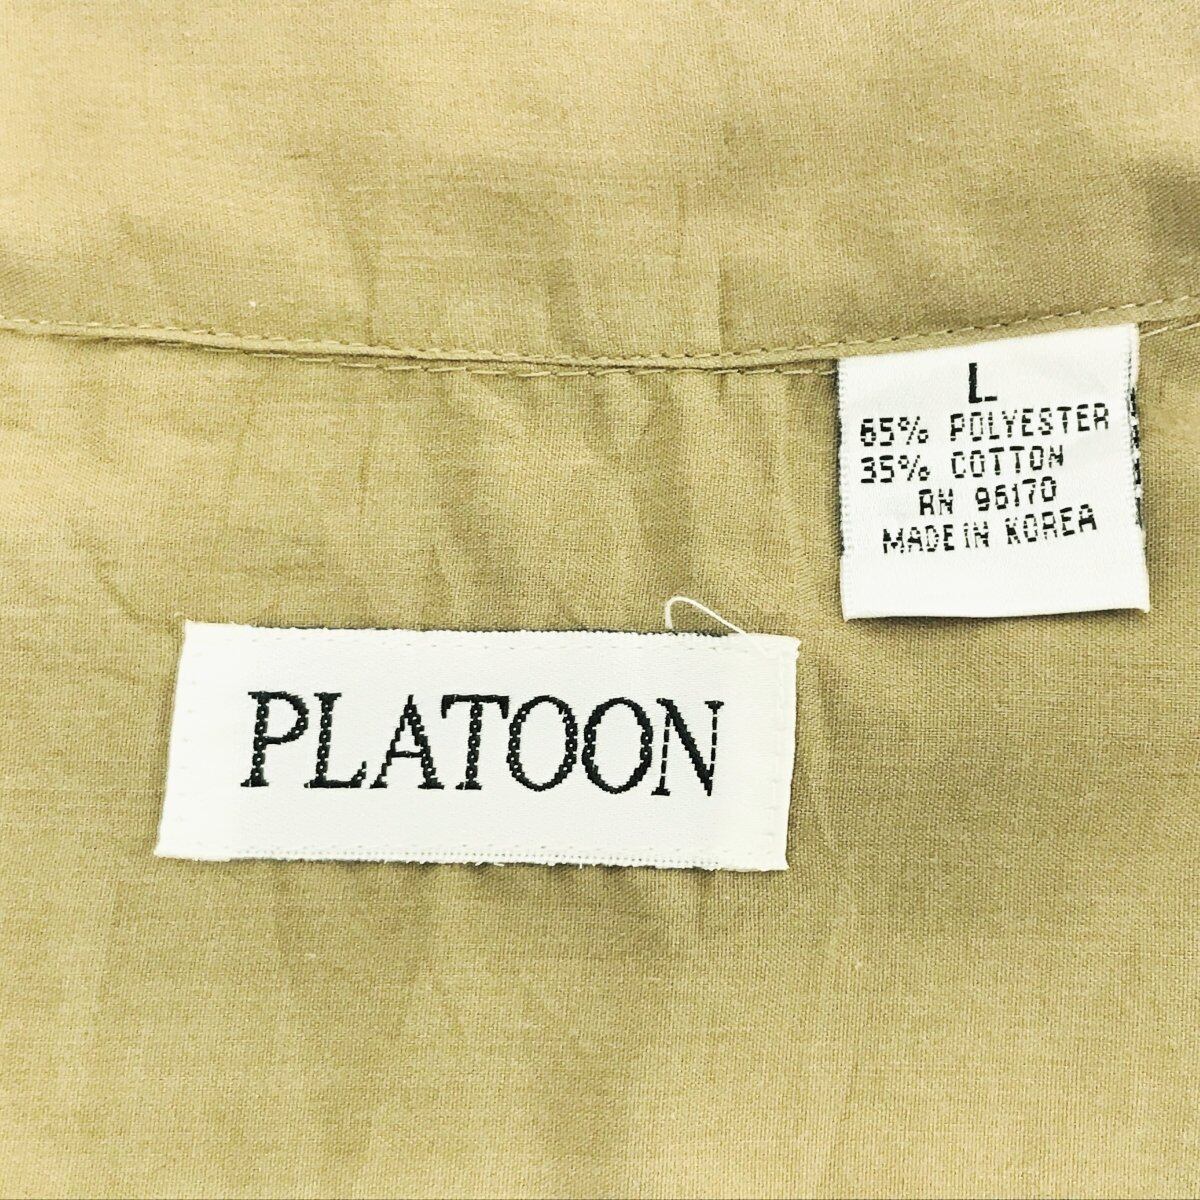 L
65% POLYESTER
35% COTTON
RN 96170
MADE IN KOREA
PLATOON